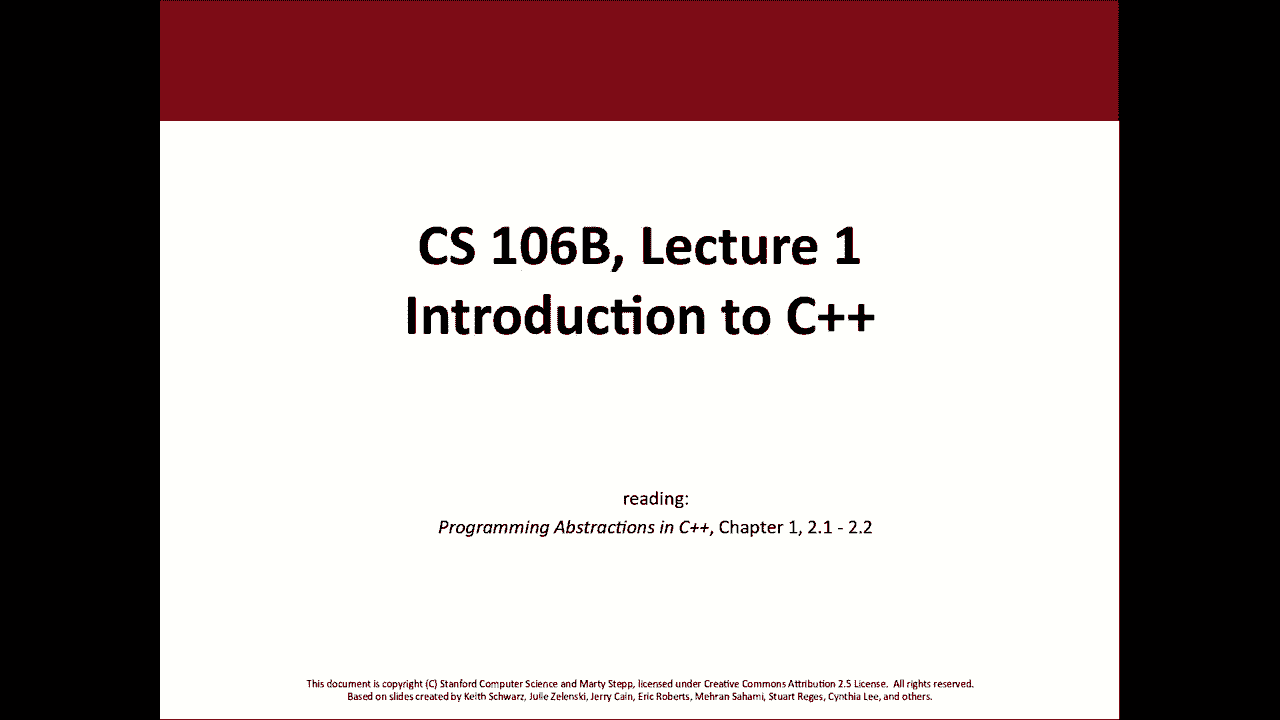 CS 106B, Lecture 1
Introduction to C++
reading:
Programming Abstractions in C++, Chapter 1, 2.1 - 2.2
This document is copyright (C) Stanford Computer Science and Marty Stepp, licensed under Creative Commons Attribution 2.5 License.  All rights reserved.
Based on slides created by Keith Schwarz, Julie Zelenski, Jerry Cain, Eric Roberts, Mehran Sahami, Stuart Reges, Cynthia Lee, and others.